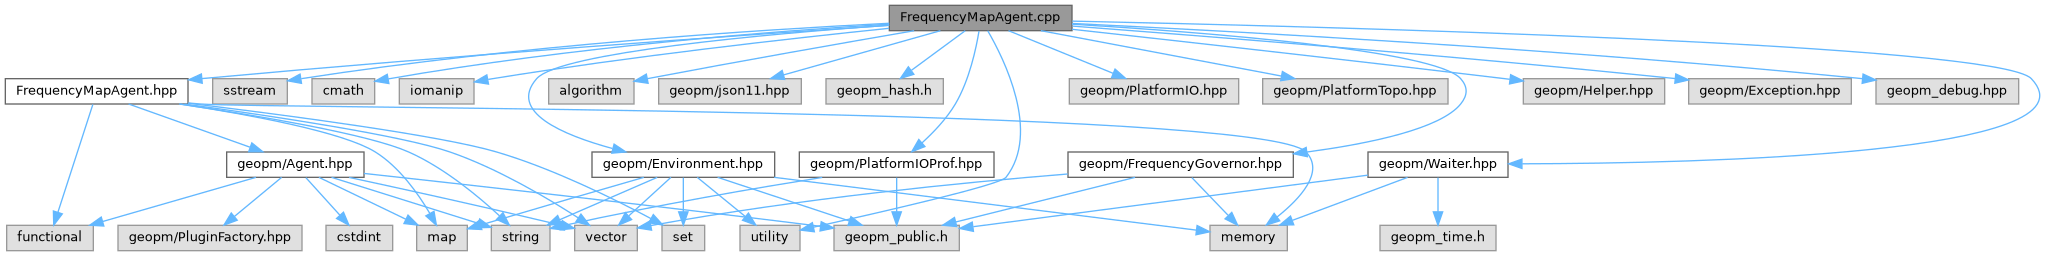 FrequencyMapAgent.cpp
FrequencyMapAgent.hpp
sstream
cmath
iomanip
algorithm
geopm/json11.hpp
geopm_hash.h
geopm/PlatformIO.hpp
geopm/PlatformTopo.hpp
geopm/Helper.hpp
geopm/Exception.hpp
geopm_debug.hpp
geopm/Agent.hpp
geopm/Environment.hpp
geopm/PlatformIOProf.hpp
geopm/FrequencyGovernor.hpp
geopm/Waiter.hpp
functional
geopm/PluginFactory.hpp
cstdint
map
string
vector
set
utility
geopm_public.h
memory
geopm_time.h